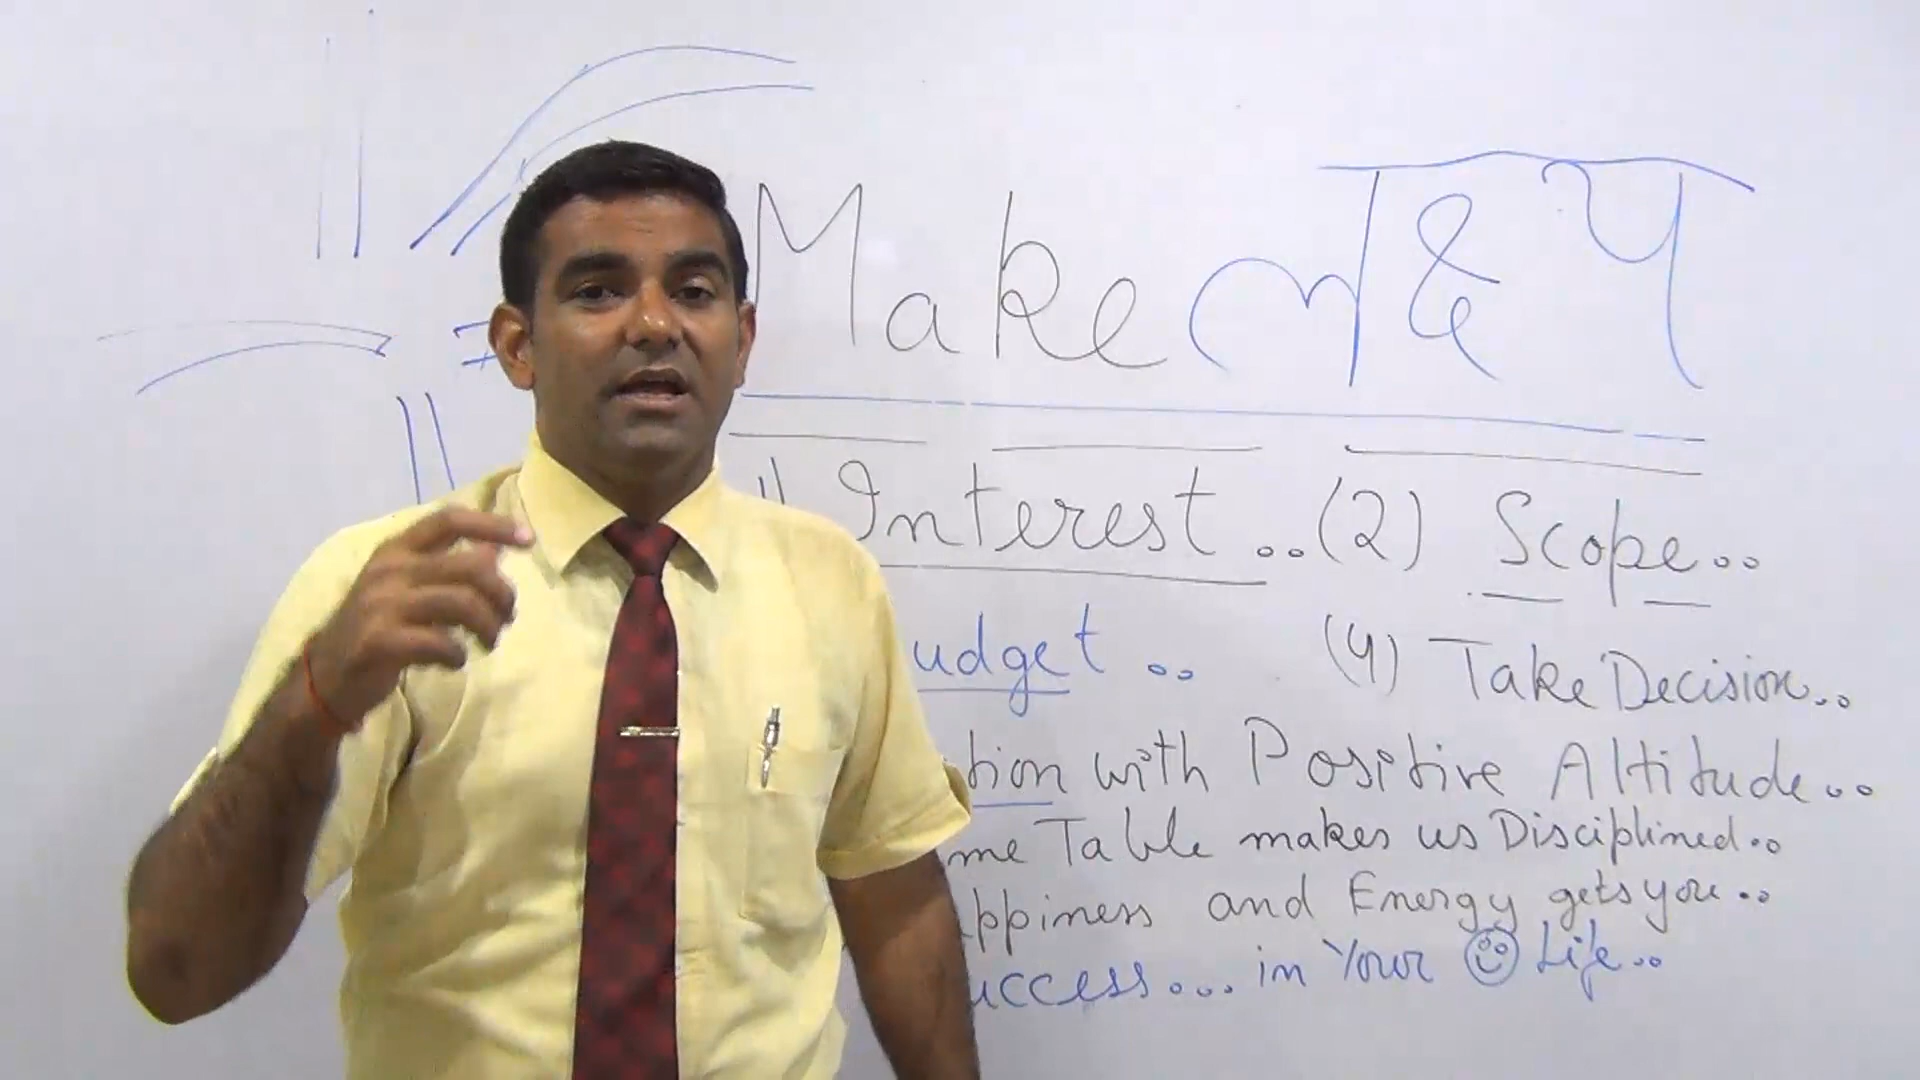 Make लक्ष्य
Interest .. (2) Scope..
udget .. (4) Take Decision..
tion with Positive Altitude..
me Table makes us Disciplined..
ppiness and Energy gets you..
uccess.... in Your Life..